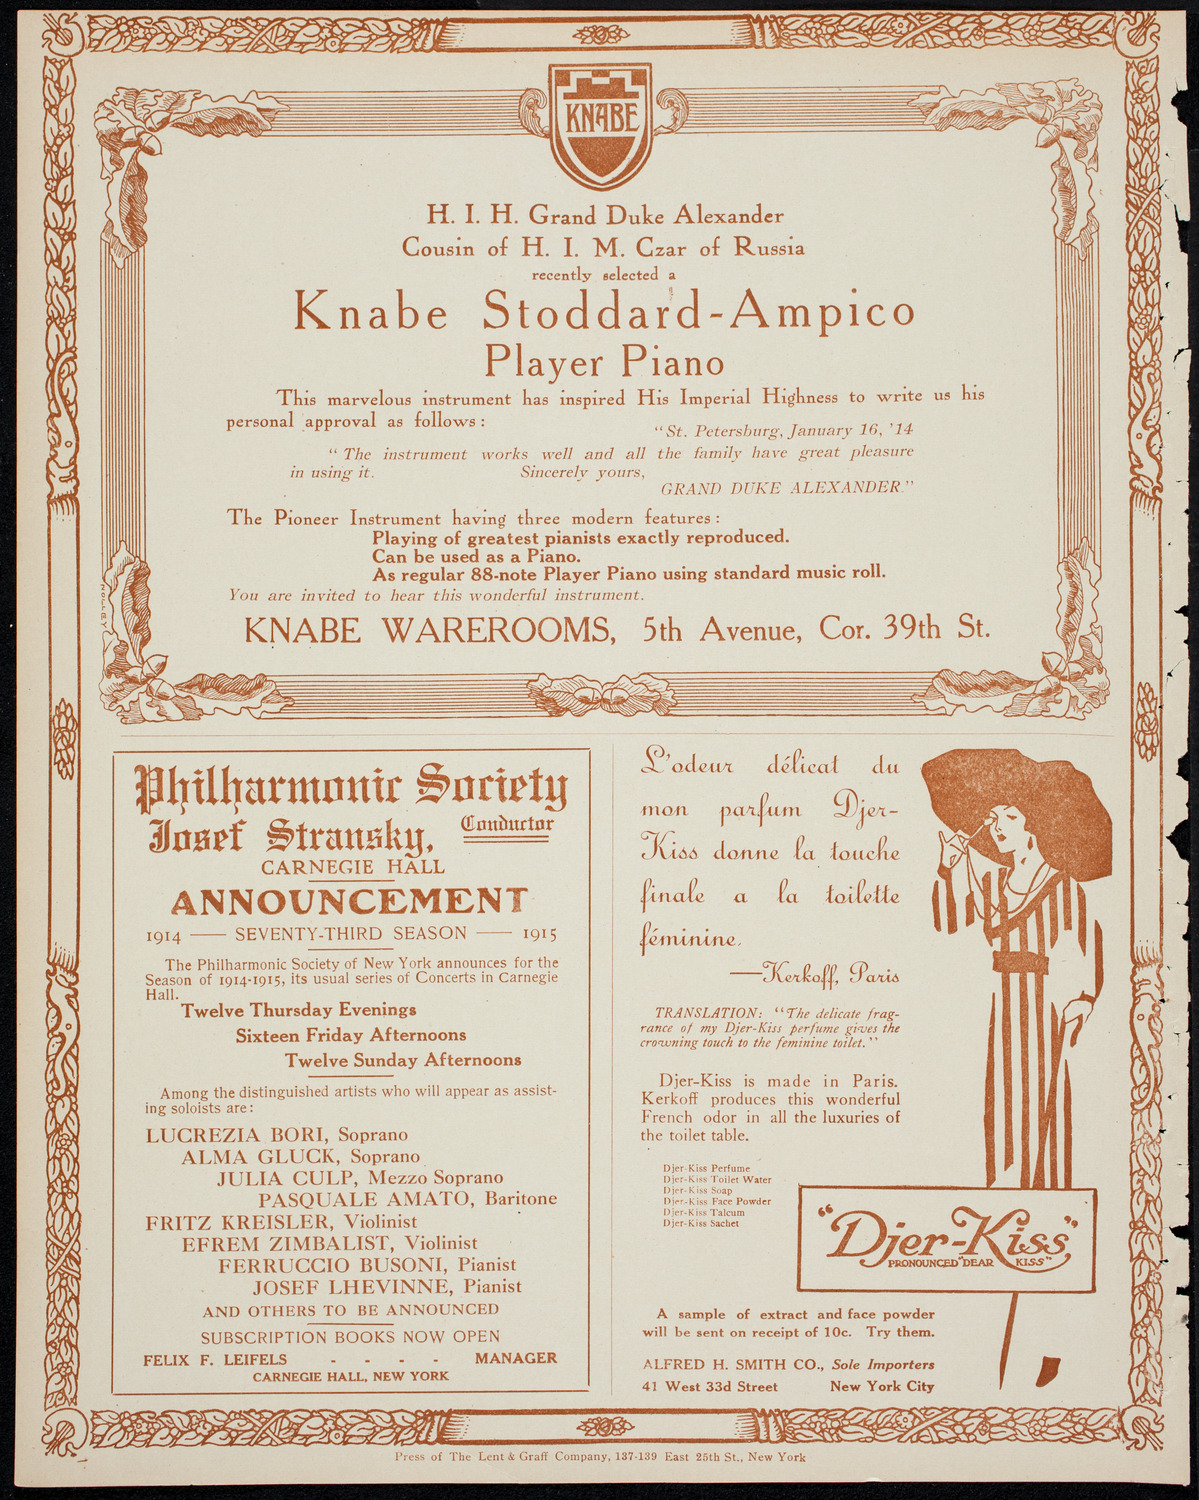 KNABE
H. I. H. Grand Duke Alexander
Cousin of H. I. M. Czar of Russia
recently selected a
Knabe Stoddard-Ampico
Player Piano
This marvelous instrument has inspired His Imperial Highness to write us his
personal approval as follows:
"St. Petersburg, January 16, '14
"The instrument works well and all the family have great pleasure
in using it. Sincerely yours,
GRAND DUKE ALEXANDER."
The Pioneer Instrument having three modern features:
Playing of greatest pianists exactly reproduced.
Can be used as a Piano.
As regular 88-note Player Piano using standard music roll.
You are invited to hear this wonderful instrument.
KNABE WAREROOMS, 5th Avenue, Cor. 39th St.
Philharmonic Society
Josef Stransky, Conductor
CARNEGIE HALL
ANNOUNCEMENT
1914 — SEVENTY-THIRD SEASON — 1915
The Philharmonic Society of New York announces for the
Season of 1914-1915, its usual series of Concerts in Carnegie
Hall.
Twelve Thursday Evenings
Sixteen Friday Afternoons
Twelve Sunday Afternoons
Among the distinguished artists who will appear as assist-
ing soloists are:
LUCREZIA BORI, Soprano
ALMA GLUCK, Soprano
JULIA CULP, Mezzo Soprano
PASQUALE AMATO, Baritone
FRITZ KREISLER, Violinist
EFREM ZIMBALIST, Violinist
FERRUCCIO BUSONI, Pianist
JOSEF LHEVINNE, Pianist
AND OTHERS TO BE ANNOUNCED
SUBSCRIPTION BOOKS NOW OPEN
FELIX F. LEIFELS - - - - MANAGER
CARNEGIE HALL, NEW YORK
L'odeur délicat du
mon parfum Djer-
Kiss donne la touche
finale a la toilette
féminine.
—Kerkoff, Paris
TRANSLATION: "The delicate frag-
rance of my Djer-Kiss perfume gives the
crowning touch to the feminine toilet."
Djer-Kiss is made in Paris.
Kerkoff produces this wonderful
French odor in all the luxuries of
the toilet table.
Djer-Kiss Perfume
Djer-Kiss Toilet Water
Djer-Kiss Soap
Djer-Kiss Face Powder
Djer-Kiss Talcum
Djer-Kiss Sachet
"Djer-Kiss"
PRONOUNCED "DEAR KISS"
A sample of extract and face powder
will be sent on receipt of 10c. Try them.
ALFRED H. SMITH CO., Sole Importers
41 West 33d Street New York City
Press of The Lent & Graff Company, 137-139 East 25th St., New York